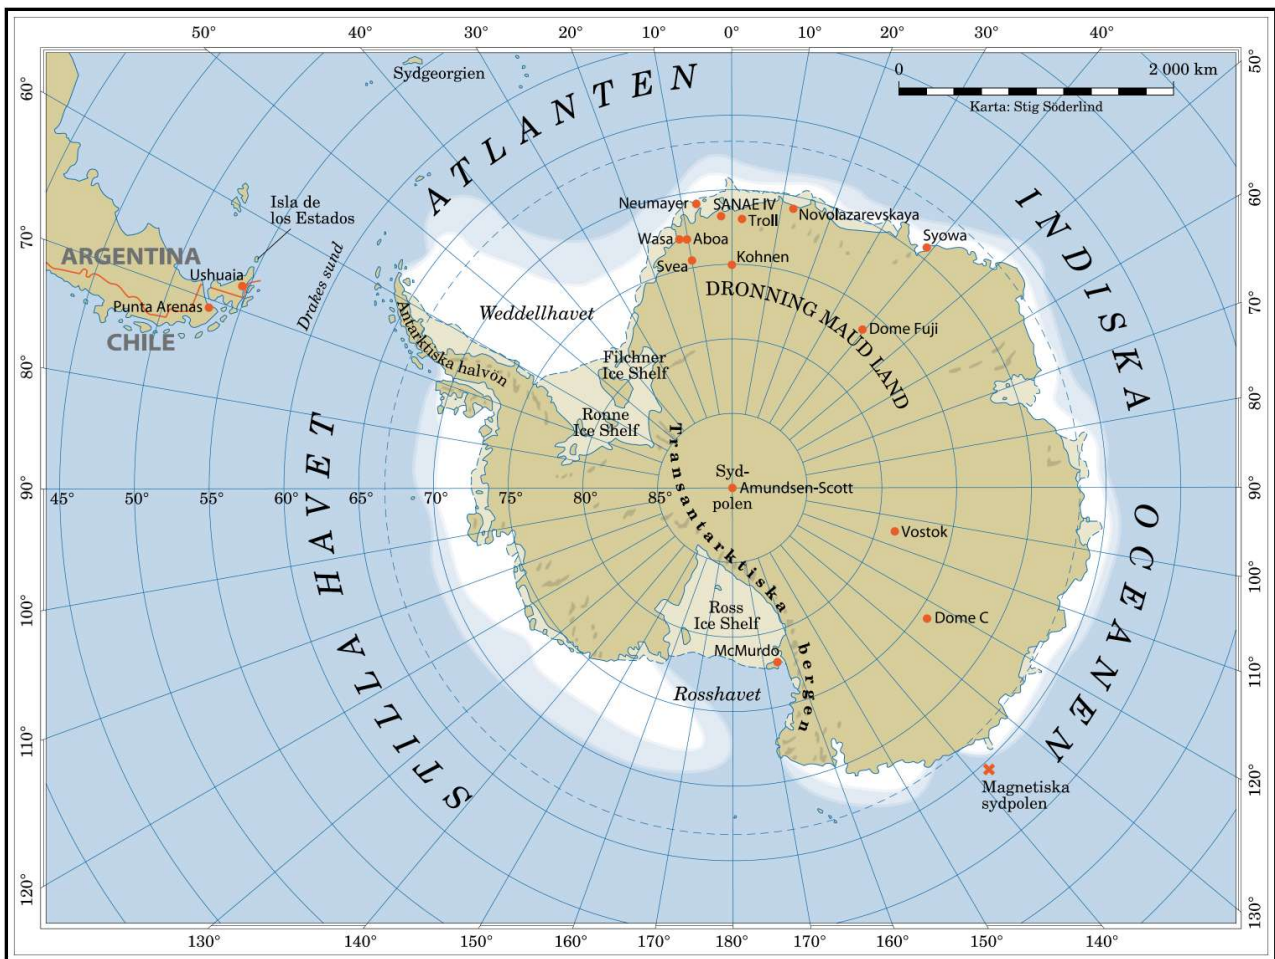 50°
40°
30°
20°
10°
0°
10°
20°
30°
40°
50°
60°
70°
80°
90°
100°
110°
120°
130°
140°
150°
160°
170°
180°
170°
160°
150°
140°
130°
120°
110°
100°
90°
80°
70°
60°
0
2 000 km
Karta: Stig Söderlind
Sydgeorgien
ATLANTEN
INDISKA OCEANEN
STILLA HAVET
Isla de
los Estados
ARGENTINA
Ushuaia
Punta Arenas
CHILE
Drakes sund
Antarktiska halvön
Weddellhavet
Filchner
Ice Shelf
Ronne
Ice Shelf
Neumayer
SANAE IV
Troll
Novolazarevskaya
Syowa
Wasa
Aboa
Svea
Kohnen
DRONNING MAUD LAND
Dome Fuji
45°
50°
55°
60°
65°
70°
75°
80°
85°
Syd-
polen
Amundsen-Scott
Transantarktiska bergen
Vostok
Dome C
Ross
Ice Shelf
McMurdo
Rosshavet
Magnetiska
sydpolen